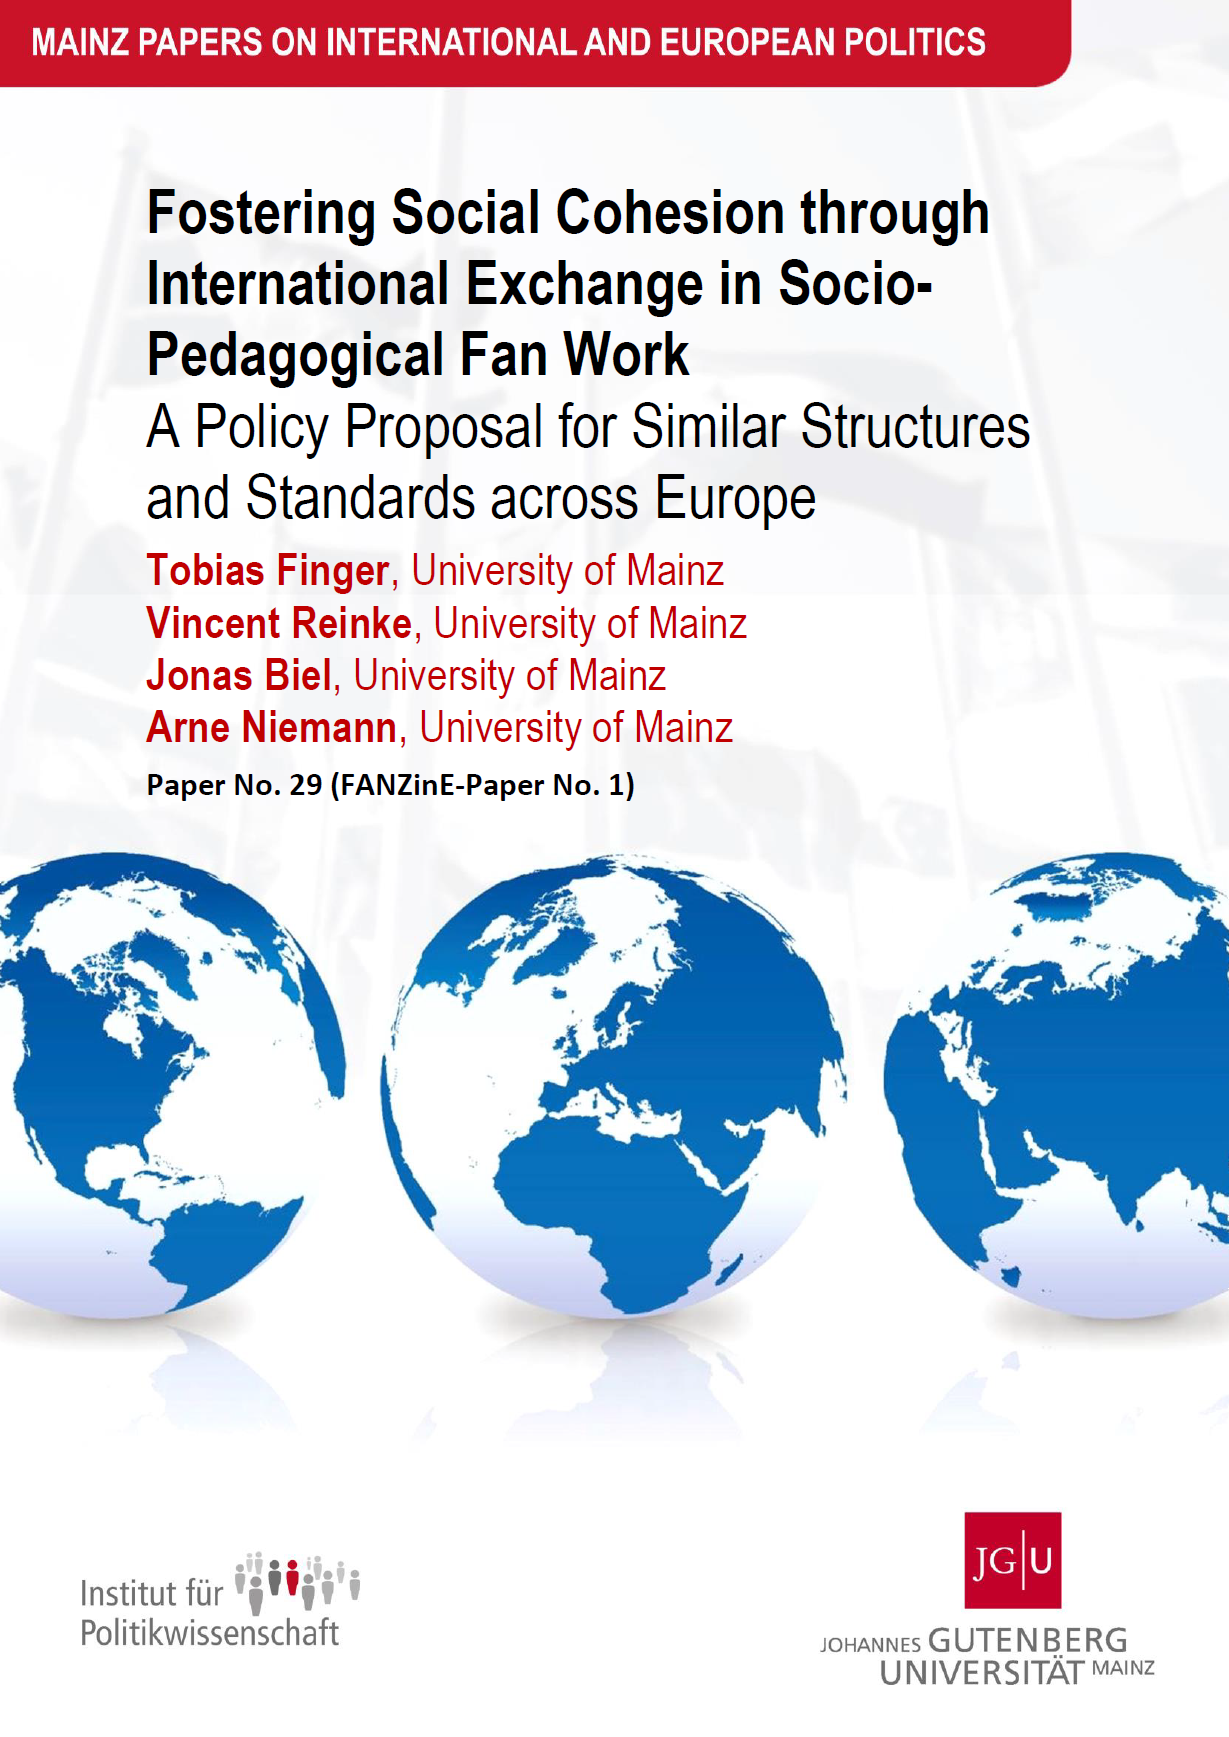 MAINZ PAPERS ON INTERNATIONAL AND EUROPEAN POLITICS
Fostering Social Cohesion through
International Exchange in Socio-
Pedagogical Fan Work
A Policy Proposal for Similar Structures
and Standards across Europe
Tobias Finger, University of Mainz
Vincent Reinke, University of Mainz
Jonas Biel, University of Mainz
Arne Niemann, University of Mainz
Paper No. 29 (FANZinE-Paper No. 1)
Institut für
Politikwissenschaft
JG|U
JOHANNES GUTENBERG
UNIVERSITÄT MAINZ